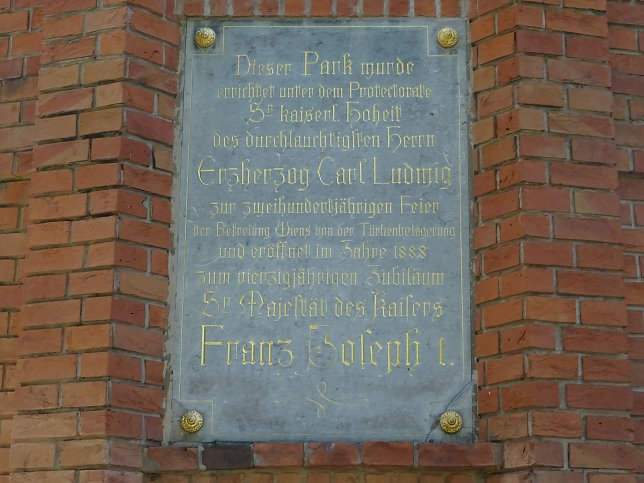 Dieser Park wurde
errichtet unter dem Protectorate
Sr kaiserl. Hoheit
des durchlauchtigsten Herrn
Erzherzog Carl Ludwig
zur zweihundertjährigen Feier
der Befreiung Wiens von der Türkenbelagerung
und eröffnet im Jahre 1888
zum vierzigjährigen Jubiläum
Sr Majestät des Kaisers
Franz Joseph I.